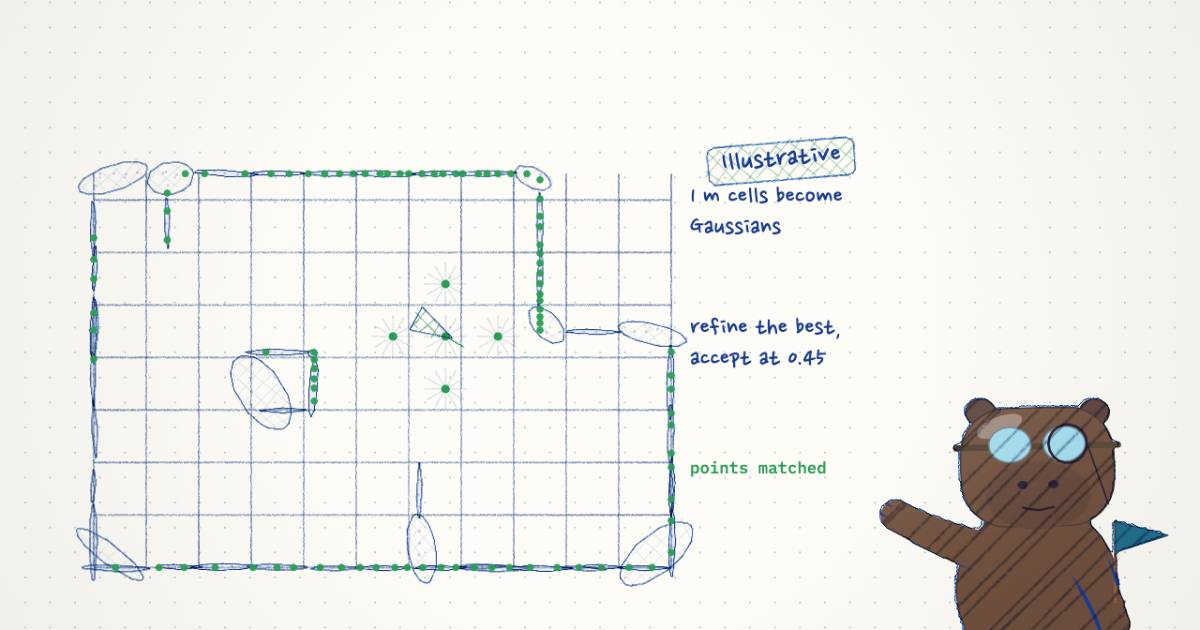 Illustrative
1 m cells become
Gaussians
refine the best,
accept at 0.45
points matched